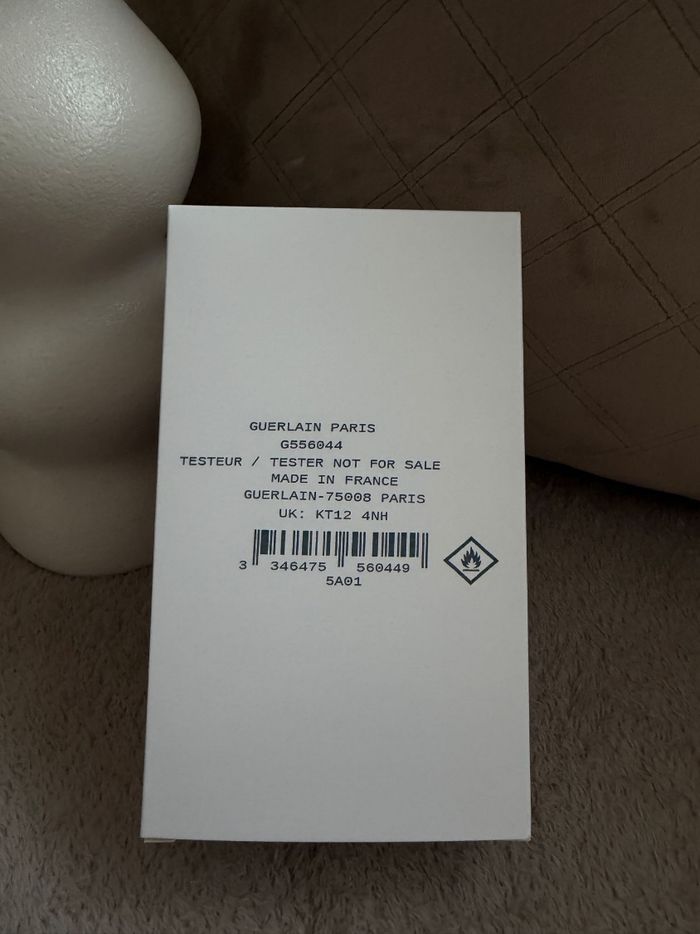 GUERLAIN PARIS
G556044
TESTEUR / TESTER NOT FOR SALE
MADE IN FRANCE
GUERLAIN-75008 PARIS
UK: KT12 4NH
3 346475 560449
5A01